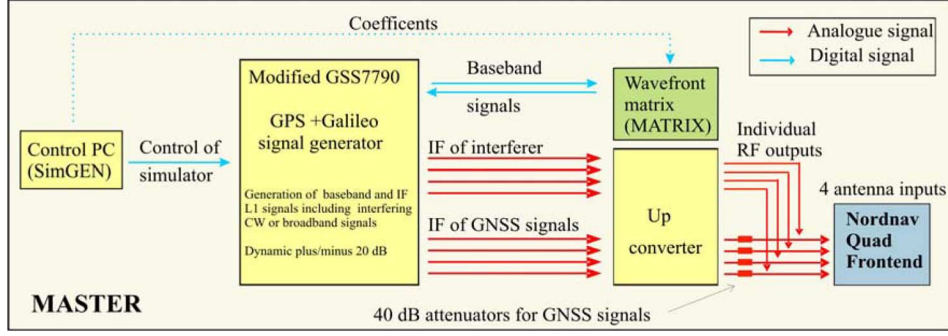 Coefficents
Analogue signal
Digital signal
Modified GSS7790
GPS +Galileo
signal generator
Generation of baseband and IF
L1 signals including interfering
CW or broadband signals
Dynamic plus/minus 20 dB
Baseband
signals
Wavefront
matrix
(MATRIX)
Control PC
(SimGEN)
Control of
simulator
IF of interferer
IF of GNSS signals
Up
converter
Individual
RF outputs
4 antenna inputs
Nordnav
Quad
Frontend
MASTER
40 dB attenuators for GNSS signals